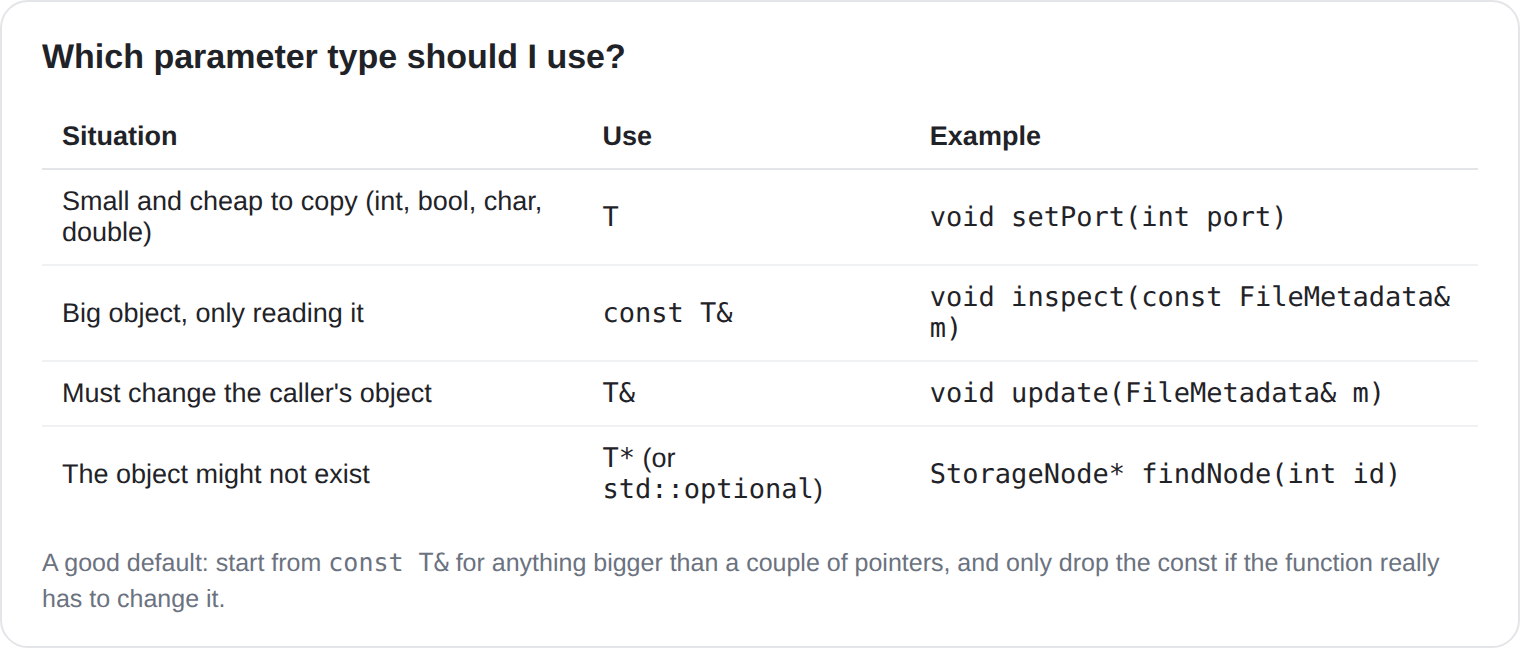 Which parameter type should I use?
Situation Use Example
Small and cheap to copy (int, bool, char,
double)
T
void setPort(int port)
Big object, only reading it
const T&
void inspect(const FileMetadata&
m)
Must change the caller's object
T&
void update(FileMetadata& m)
The object might not exist
T* (or
std::optional)
StorageNode* findNode(int id)
A good default: start from const T& for anything bigger than a couple of pointers, and only drop the const if the function really
has to change it.